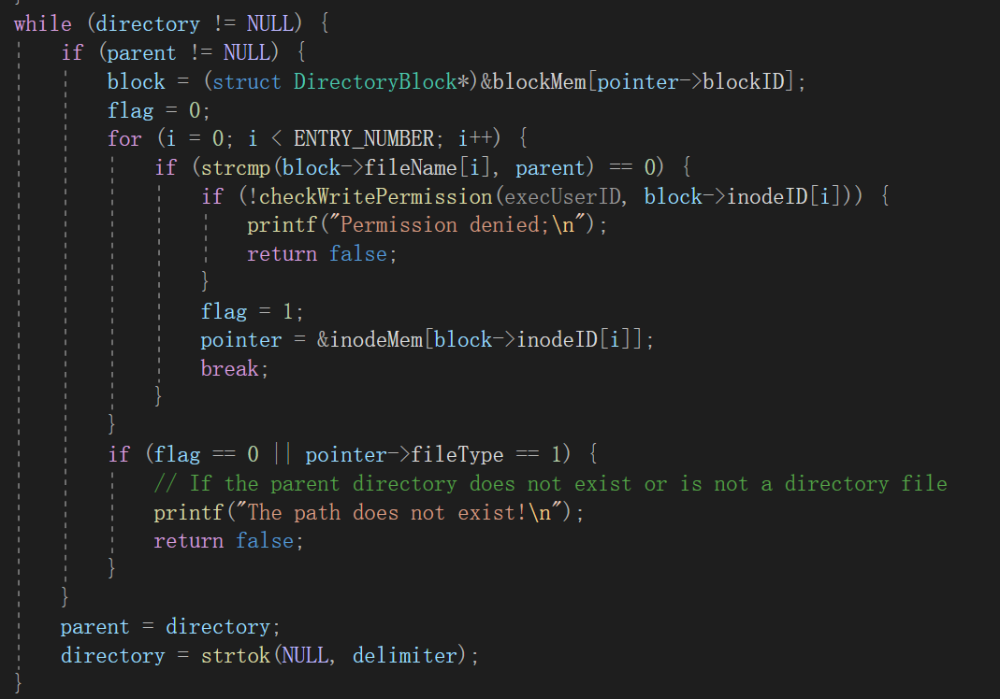 }
while (directory != NULL) {
    if (parent != NULL) {
        block = (struct DirectoryBlock*)&blockMem[pointer->blockID];
        flag = 0;
        for (i = 0; i < ENTRY_NUMBER; i++) {
            if (strcmp(block->fileName[i], parent) == 0) {
                if (!checkWritePermission(execUserID, block->inodeID[i])) {
                    printf("Permission denied;\n");
                    return false;
                }
                flag = 1;
                pointer = &inodeMem[block->inodeID[i]];
                break;
            }
        }
        if (flag == 0 || pointer->fileType == 1) {
            // If the parent directory does not exist or is not a directory file
            printf("The path does not exist!\n");
            return false;
        }
    }
    parent = directory;
    directory = strtok(NULL, delimiter);
}